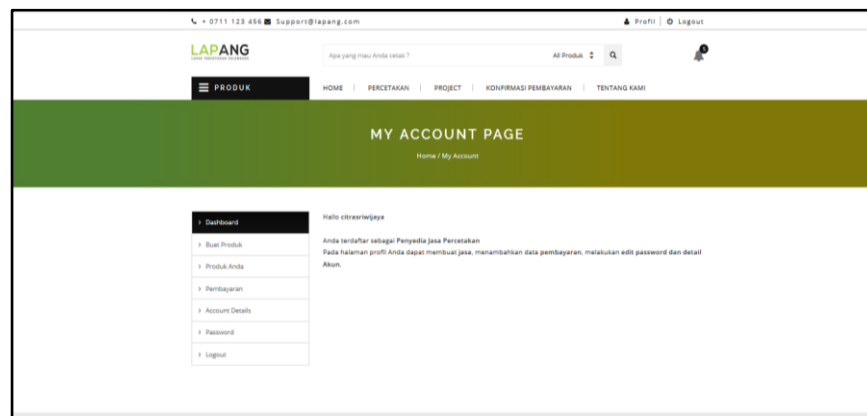 + 0711 123 456 Support@lapang.com
Profil | Logout
LAPANG
Apa yang mau Anda cetak ?
All Produk
PRODUK
HOME | PERCETAKAN | PROJECT | KONFIRMASI PEMBAYARAN | TENTANG KAMI
MY ACCOUNT PAGE
Home / My Account
> Dashboard
> Buat Produk
> Produk Anda
> Pembayaran
> Account Details
> Password
> Logout
Hallo citrasriwijaya
Anda terdaftar sebagai Penyedia Jasa Percetakan
Pada halaman profil Anda dapat membuat jasa, menambahkan data pembayaran, melakukan edit password dan detail
Akun.